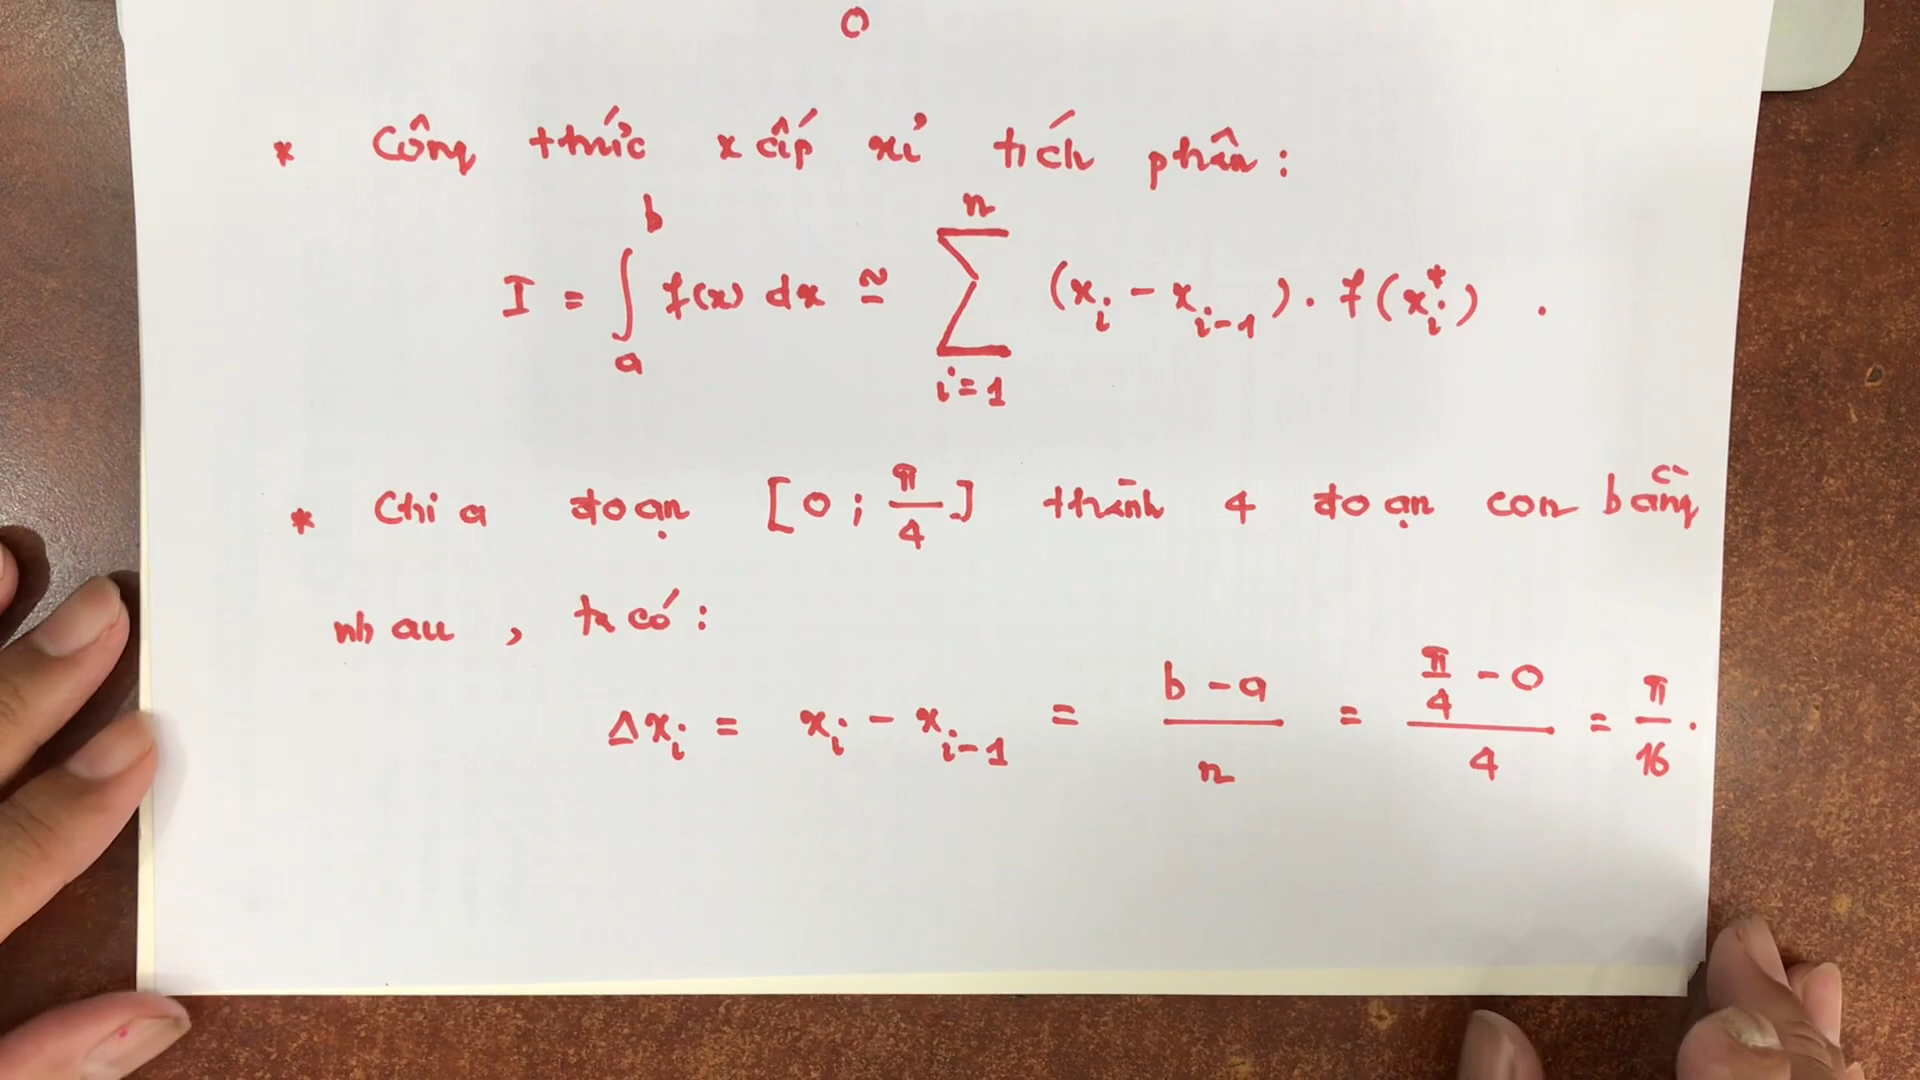 0
* Công thức xấp xỉ tích phân:
I = ∫_a^b f(x) dx ≃ ∑_{i=1}^{n} (x_i - x_{i-1}) . f(x_i^*) .
* Chia đoạn [0 ; π/4] thành 4 đoạn con bằng
nhau , ta có:
Δx_i = x_i - x_{i-1} = (b - a)/n = (π/4 - 0)/4 = π/16 .